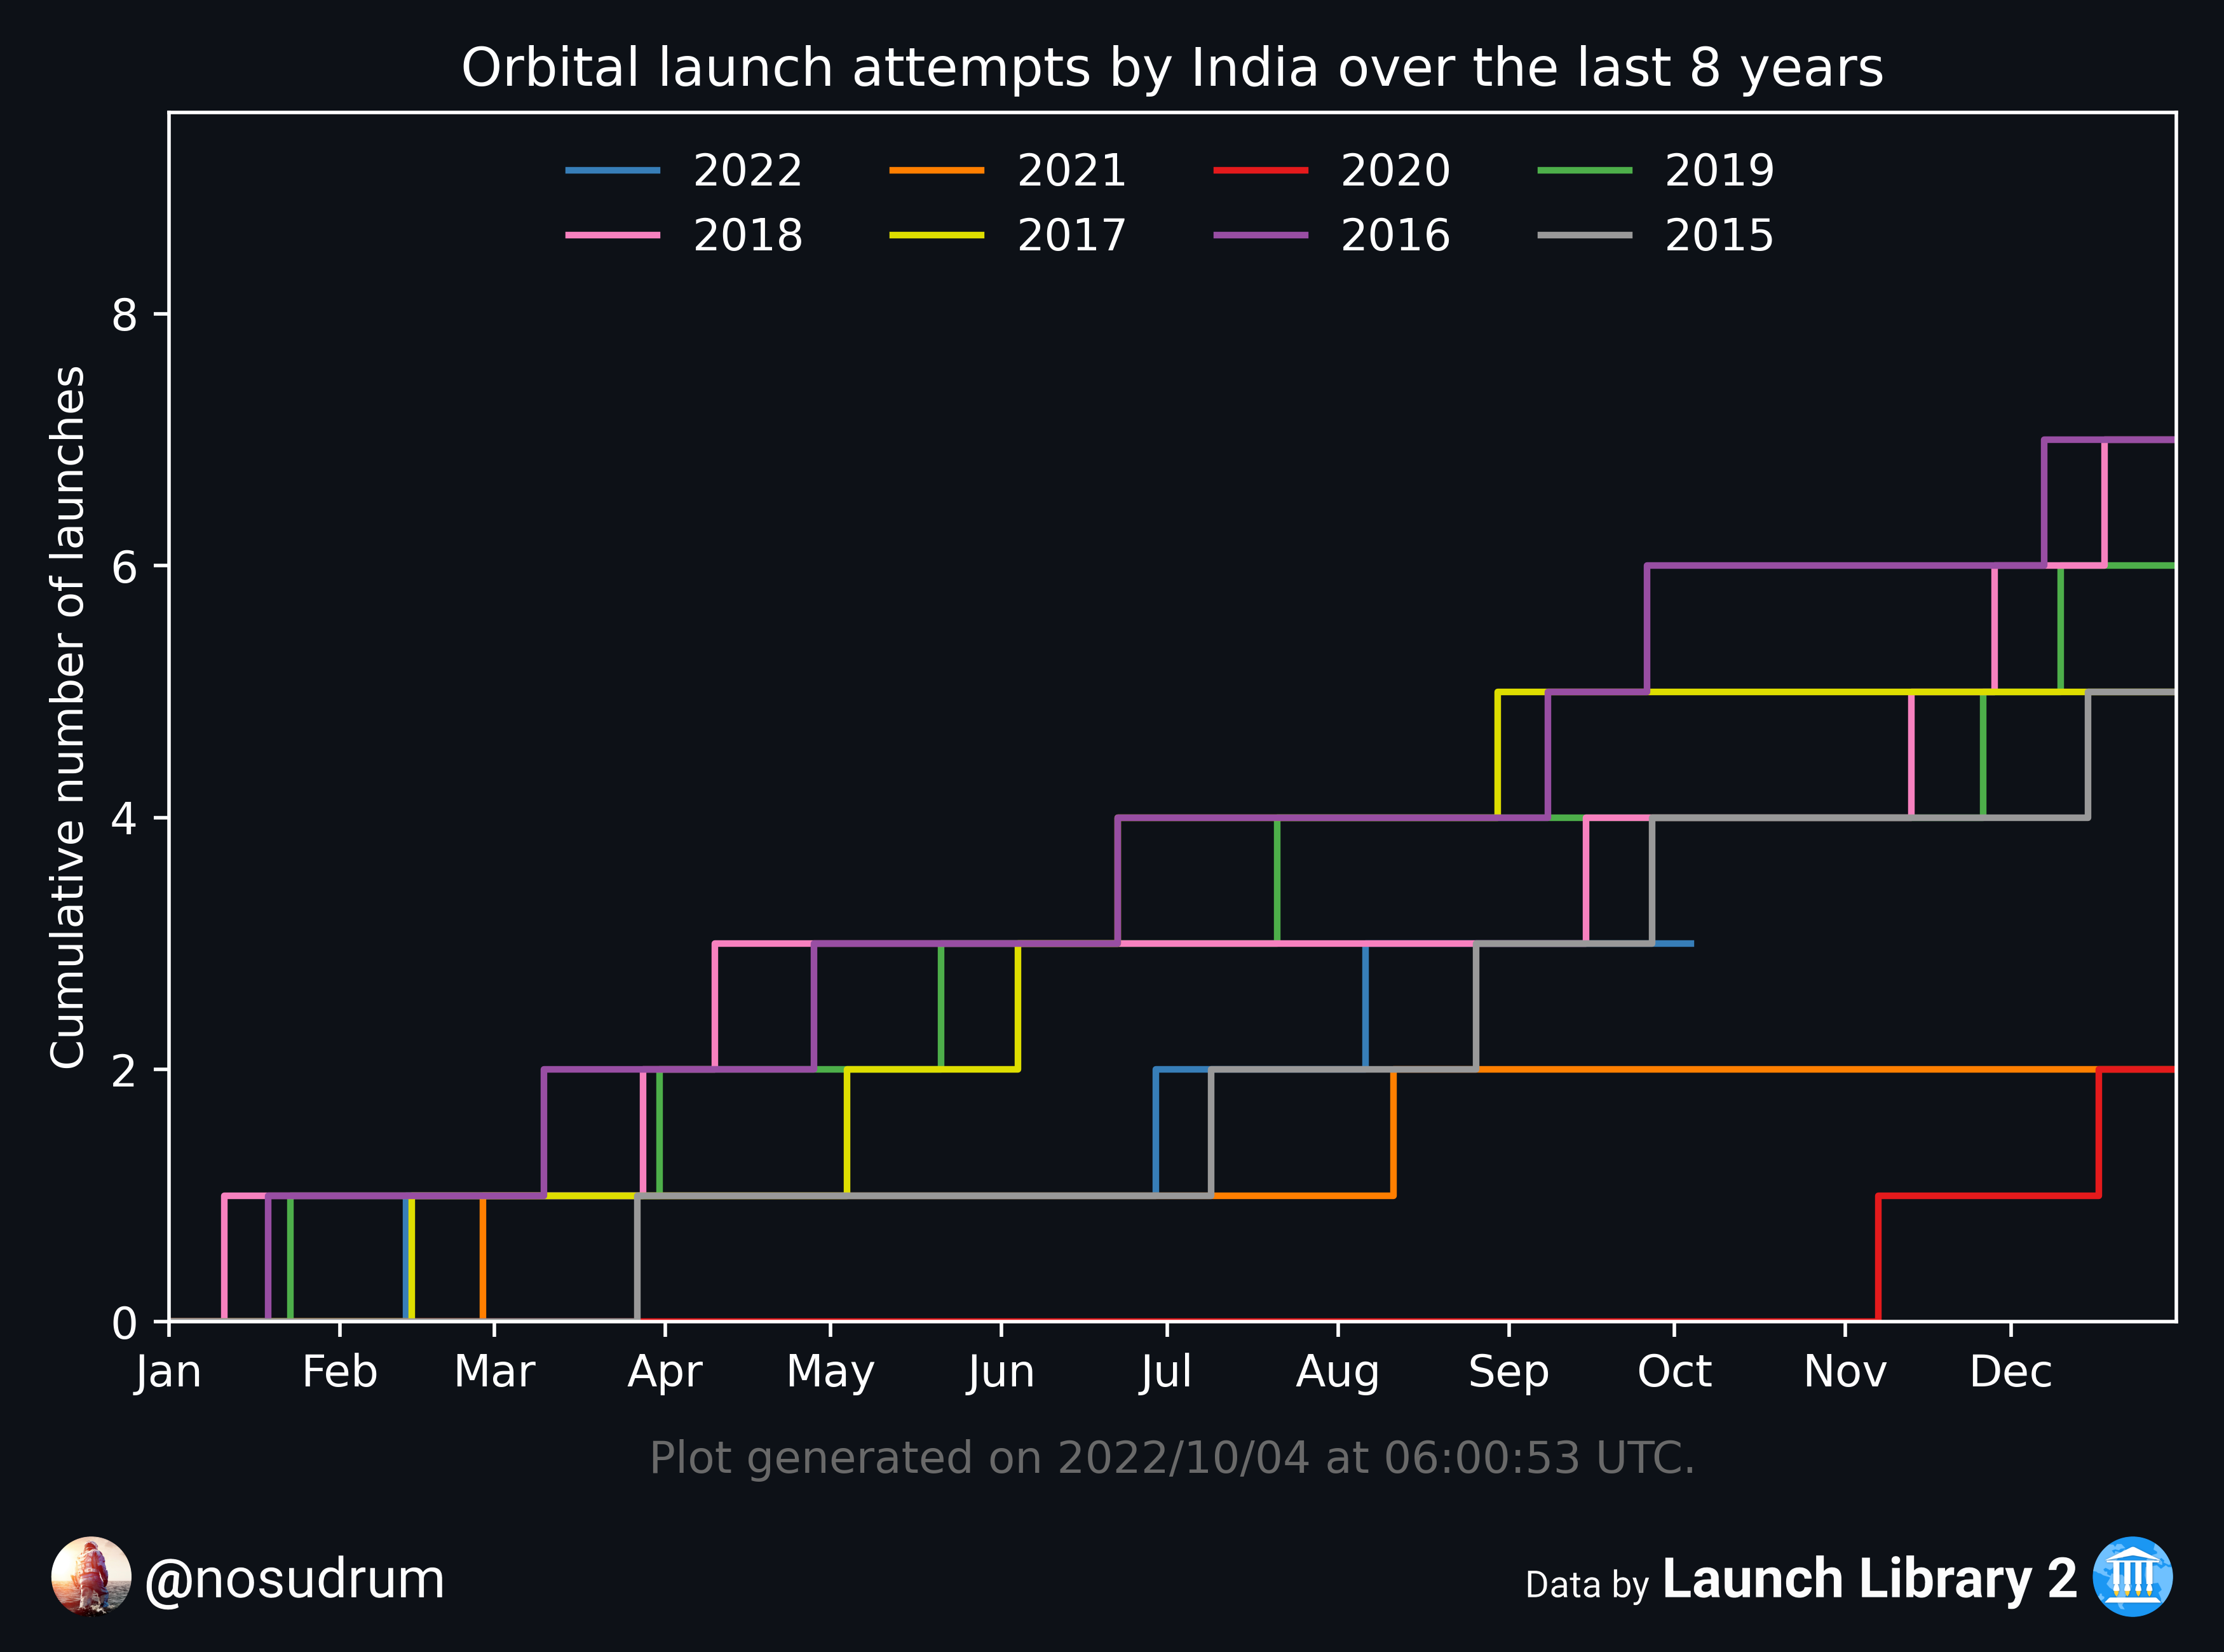 Orbital launch attempts by India over the last 8 years
2022 2021 2020 2019
2018 2017 2016 2015
Cumulative number of launches
8
6
4
2
0
Jan Feb Mar Apr May Jun Jul Aug Sep Oct Nov Dec
Plot generated on 2022/10/04 at 06:00:53 UTC.
@nosudrum
Data by Launch Library 2